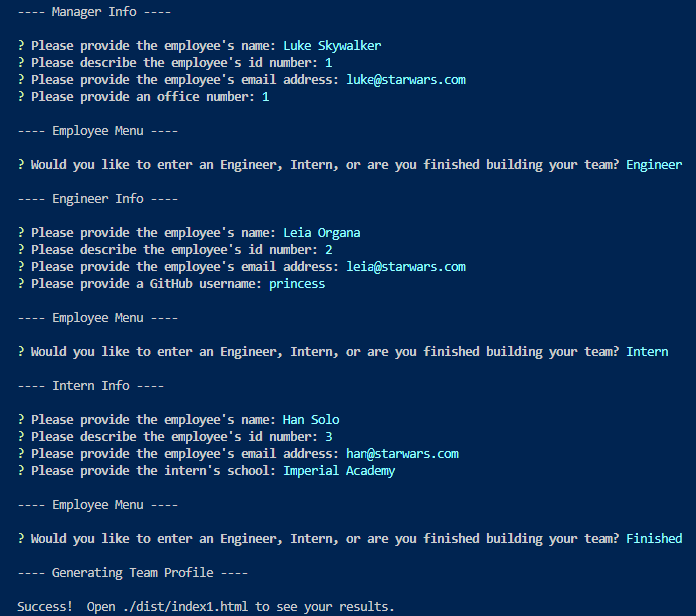 ---- Manager Info ----
? Please provide the employee's name: Luke Skywalker
? Please describe the employee's id number: 1
? Please provide the employee's email address: luke@starwars.com
? Please provide an office number: 1
---- Employee Menu ----
? Would you like to enter an Engineer, Intern, or are you finished building your team? Engineer
---- Engineer Info ----
? Please provide the employee's name: Leia Organa
? Please describe the employee's id number: 2
? Please provide the employee's email address: leia@starwars.com
? Please provide a GitHub username: princess
---- Employee Menu ----
? Would you like to enter an Engineer, Intern, or are you finished building your team? Intern
---- Intern Info ----
? Please provide the employee's name: Han Solo
? Please describe the employee's id number: 3
? Please provide the employee's email address: han@starwars.com
? Please provide the intern's school: Imperial Academy
---- Employee Menu ----
? Would you like to enter an Engineer, Intern, or are you finished building your team? Finished
---- Generating Team Profile ----
Success!  Open ./dist/index1.html to see your results.